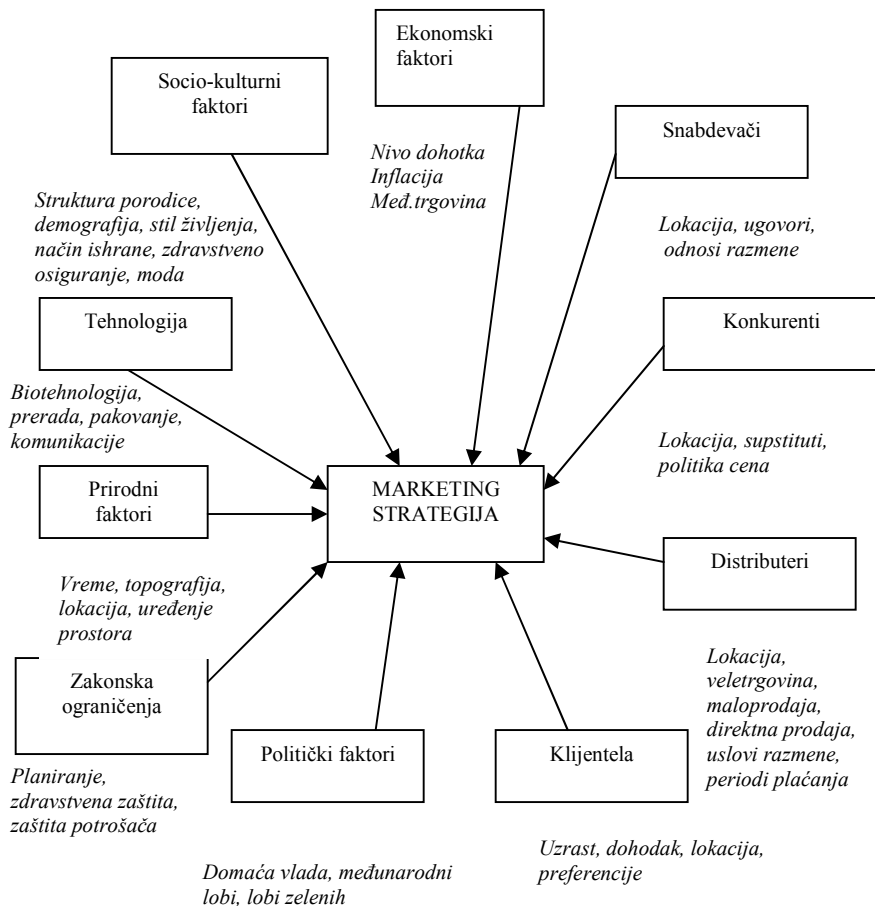 Ekonomski
faktori
Socio-kulturni
faktori
Snabdevači
Nivo dohotka
Inflacija
Međ.trgovina
Struktura porodice,
demografija, stil življenja,
način ishrane, zdravstveno
osiguranje, moda
Lokacija, ugovori,
odnosi razmene
Tehnologija
Konkurenti
Biotehnologija,
prerada, pakovanje,
komunikacije
Lokacija, supstituti,
politika cena
Prirodni
faktori
MARKETING
STRATEGIJA
Distributeri
Vreme, topografija,
lokacija, uređenje
prostora
Zakonska
ograničenja
Lokacija,
veletrgovina,
maloprodaja,
direktna prodaja,
uslovi razmene,
periodi plaćanja
Politički faktori
Klijentela
Planiranje,
zdravstvena zaštita,
zaštita potrošača
Domaća vlada, međunarodni
lobi, lobi zelenih
Uzrast, dohodak, lokacija,
preferencije